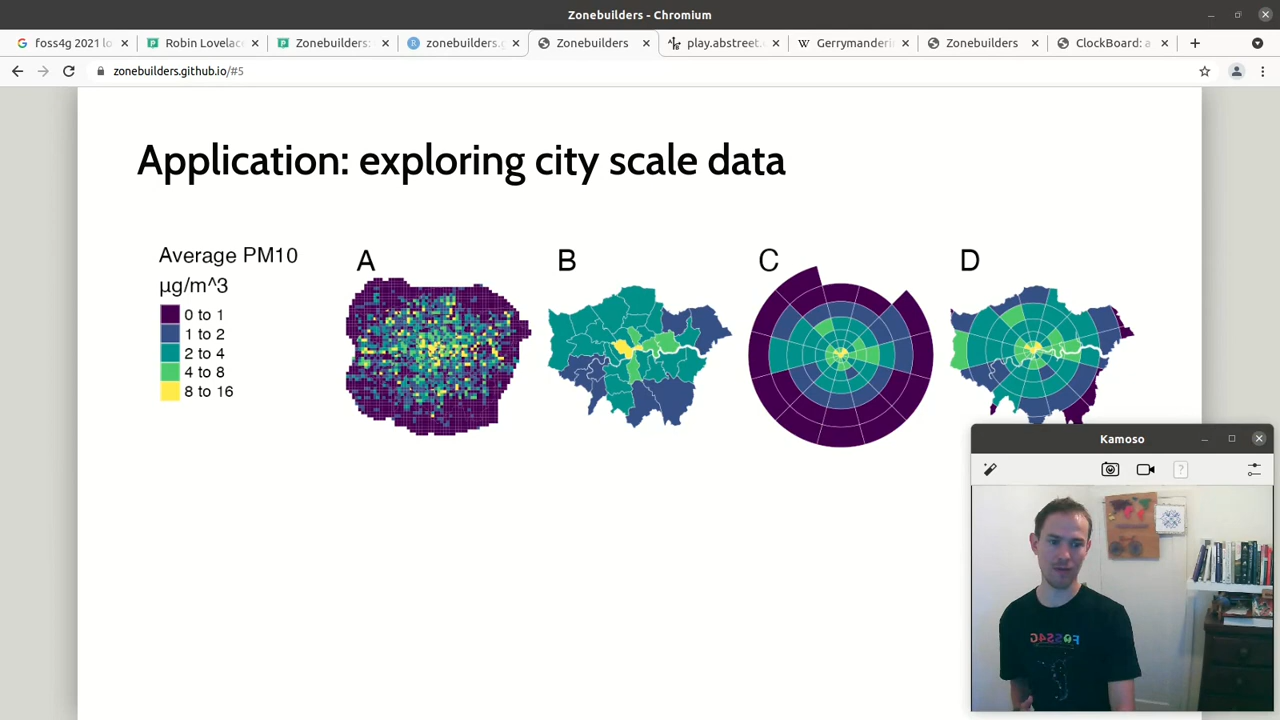 Zonebuilders - Chromium
foss4g 2021 lo
Robin Lovelac
Zonebuilders:
zonebuilders.g
Zonebuilders
play.abstreet.
Gerrymanderi
Zonebuilders
ClockBoard: a
zonebuilders.github.io/#5
Application: exploring city scale data
Average PM10
µg/m^3
0 to 1
1 to 2
2 to 4
4 to 8
8 to 16
A
B
C
D
Kamoso
FOSS4G